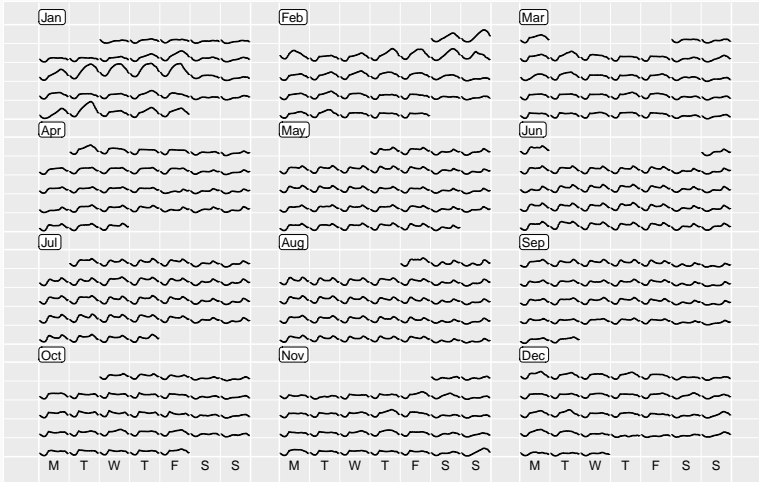 Jan Feb Mar
Apr May Jun
Jul Aug Sep
Oct Nov Dec
M T W T F S S M T W T F S S M T W T F S S